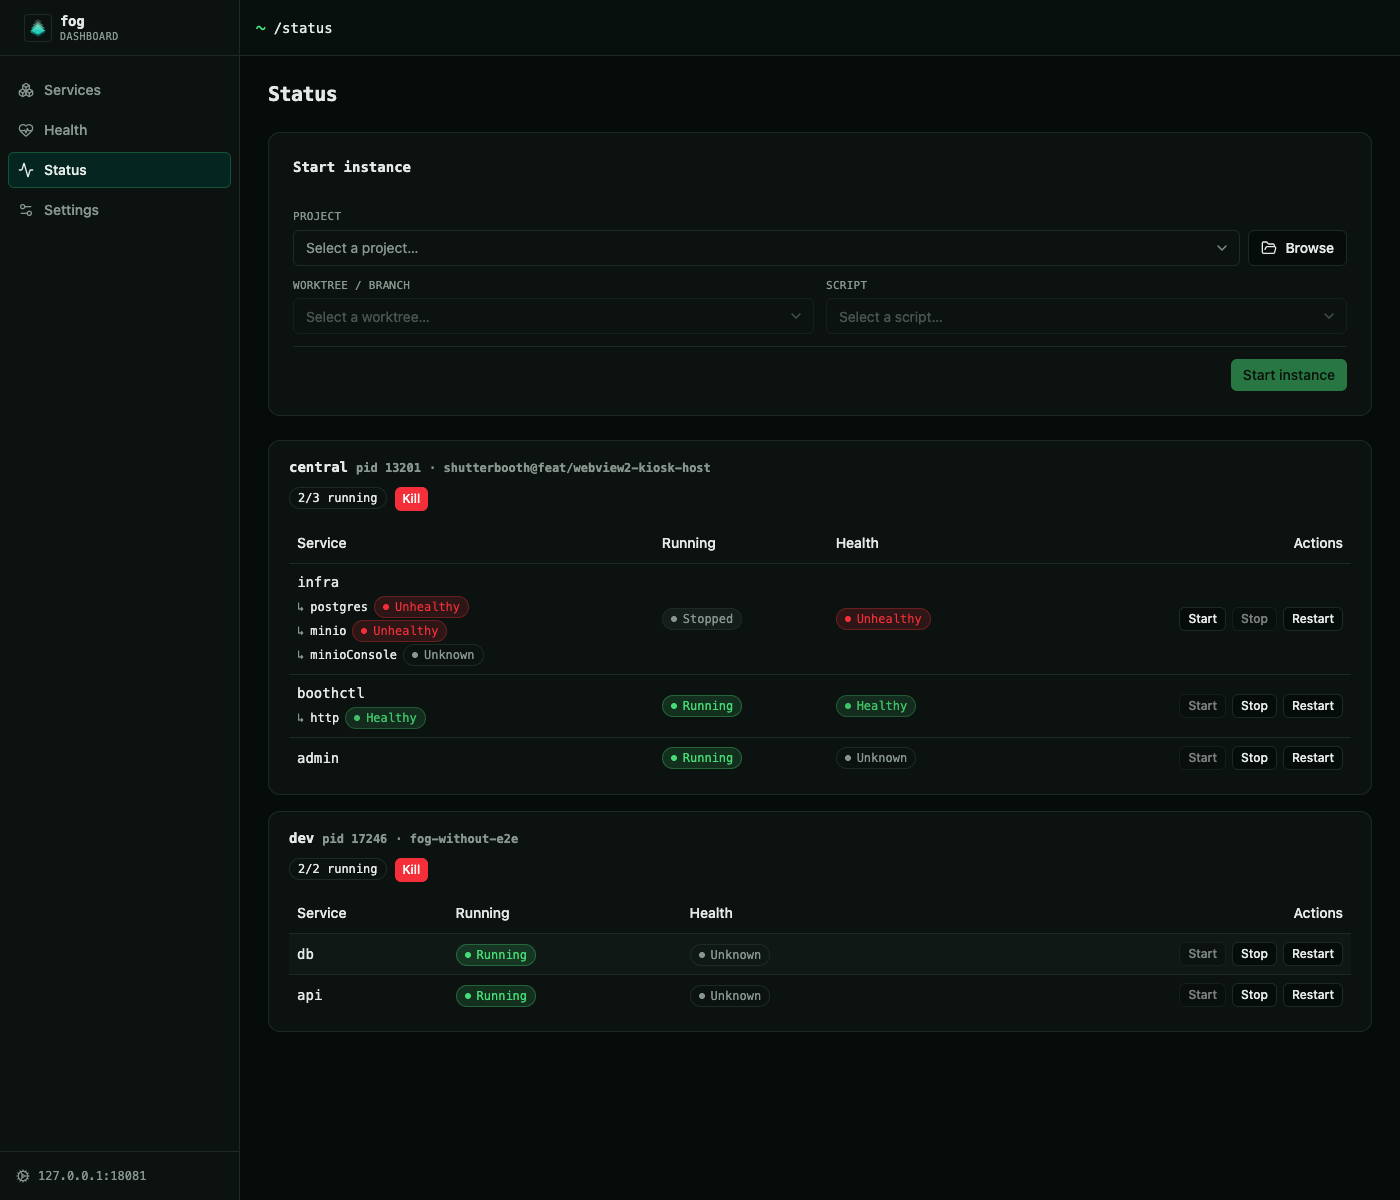 fog
DASHBOARD
~ /status
Services
Health
Status
Settings
Status
Start instance
PROJECT
Select a project...
Browse
WORKTREE / BRANCH
SCRIPT
Select a worktree...
Select a script...
Start instance
central pid 13201 · shutterbooth@feat/webview2-kiosk-host
2/3 running Kill
Service Running Health Actions
infra
↳ postgres Unhealthy
↳ minio Unhealthy
↳ minioConsole Unknown
Stopped Unhealthy Start Stop Restart
boothctl
↳ http Healthy
Running Healthy Start Stop Restart
admin Running Unknown Start Stop Restart
dev pid 17246 · fog-without-e2e
2/2 running Kill
Service Running Health Actions
db Running Unknown Start Stop Restart
api Running Unknown Start Stop Restart
127.0.0.1:18081